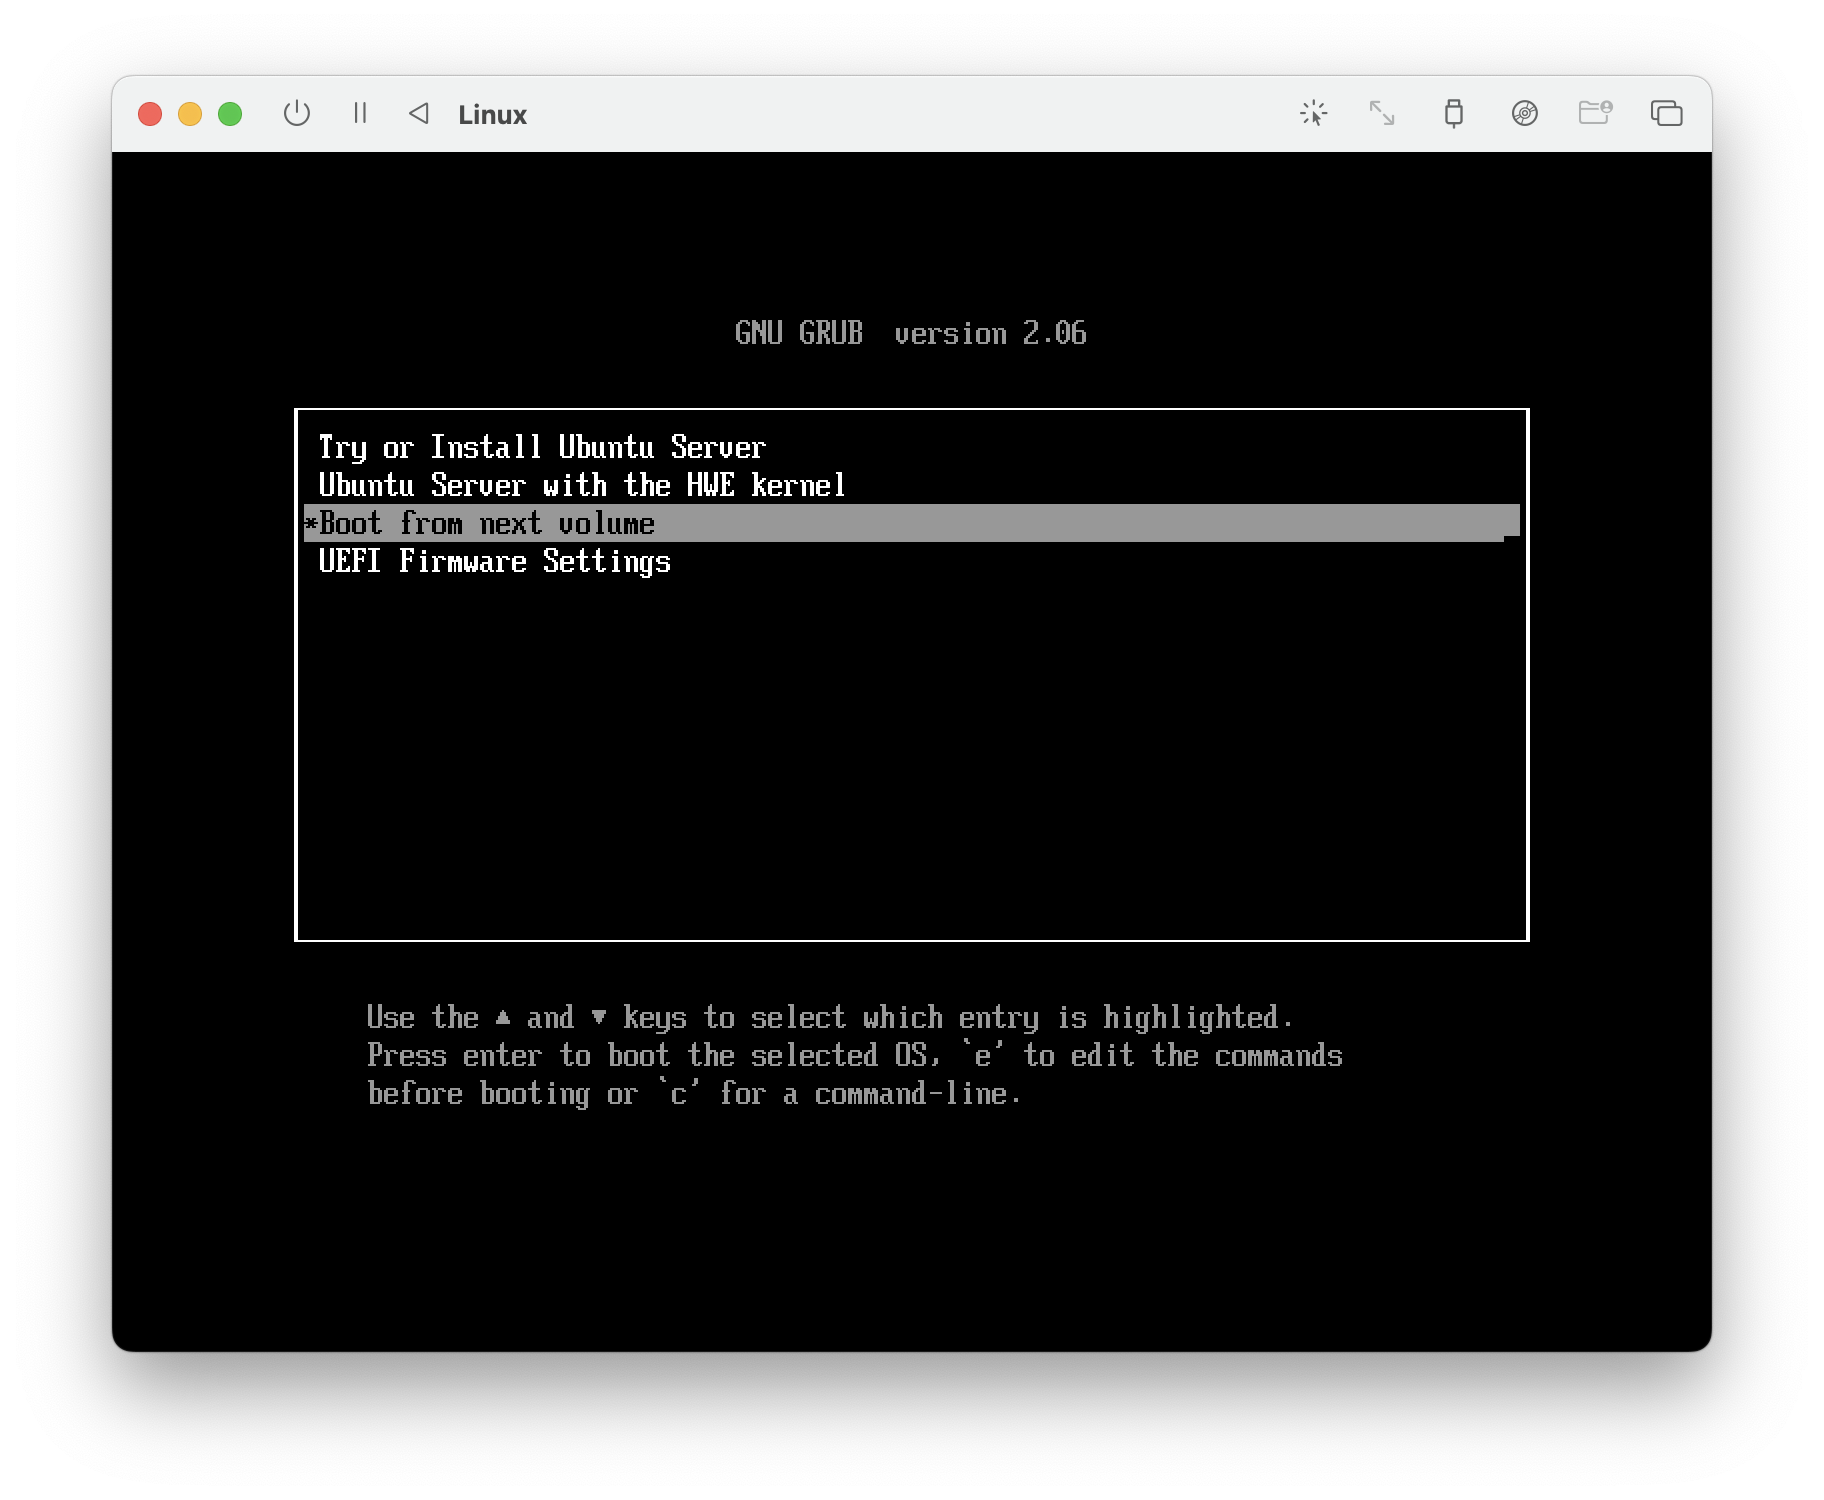 Linux
GNU GRUB  version 2.06
Try or Install Ubuntu Server
Ubuntu Server with the HWE kernel
*Boot from next volume
UEFI Firmware Settings
Use the ▲ and ▼ keys to select which entry is highlighted.
Press enter to boot the selected OS, `e' to edit the commands
before booting or `c' for a command-line.